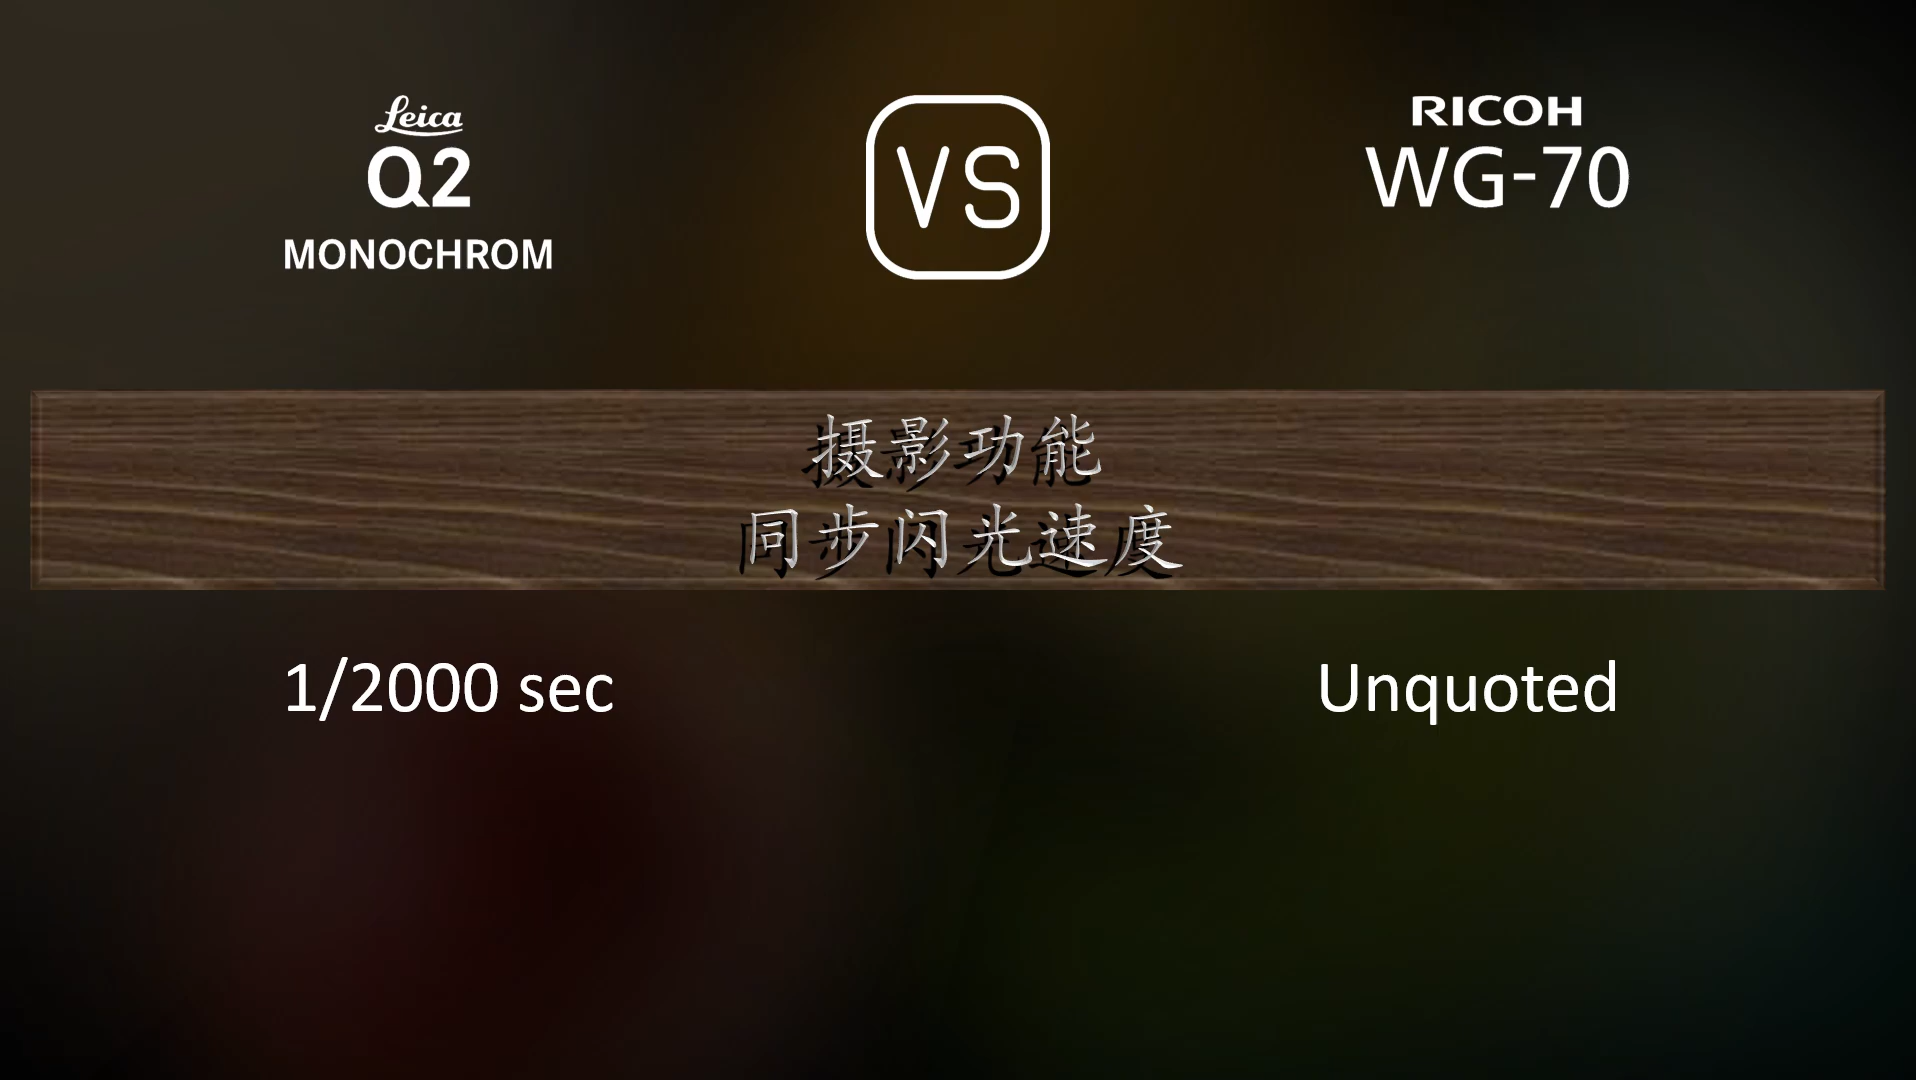 Leica
Q2
MONOCHROM
VS
RICOH
WG-70
摄影功能
同步闪光速度
1/2000 sec
Unquoted